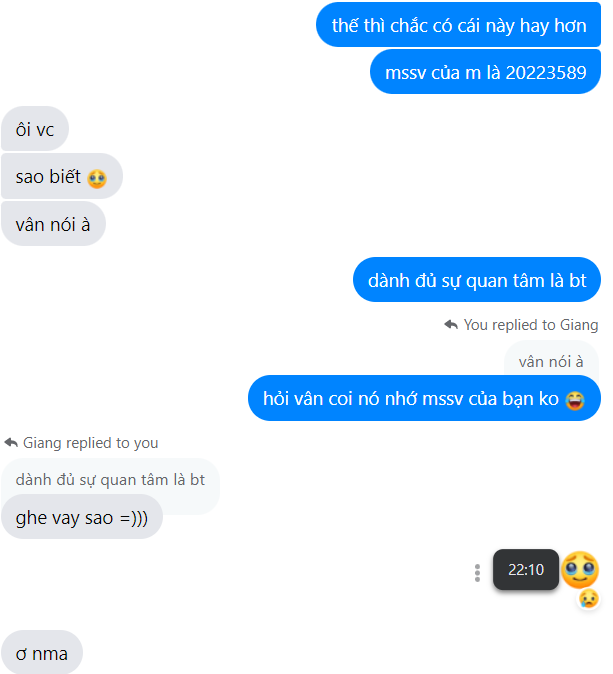 thế thì chắc có cái này hay hơn
mssv của m là 20223589
ôi vc
sao biết 🥹
vân nói à
dành đủ sự quan tâm là bt
You replied to Giang
vân nói à
hỏi vân coi nó nhớ mssv của bạn ko 😂
Giang replied to you
dành đủ sự quan tâm là bt
ghe vay sao =)))
22:10
ơ nma